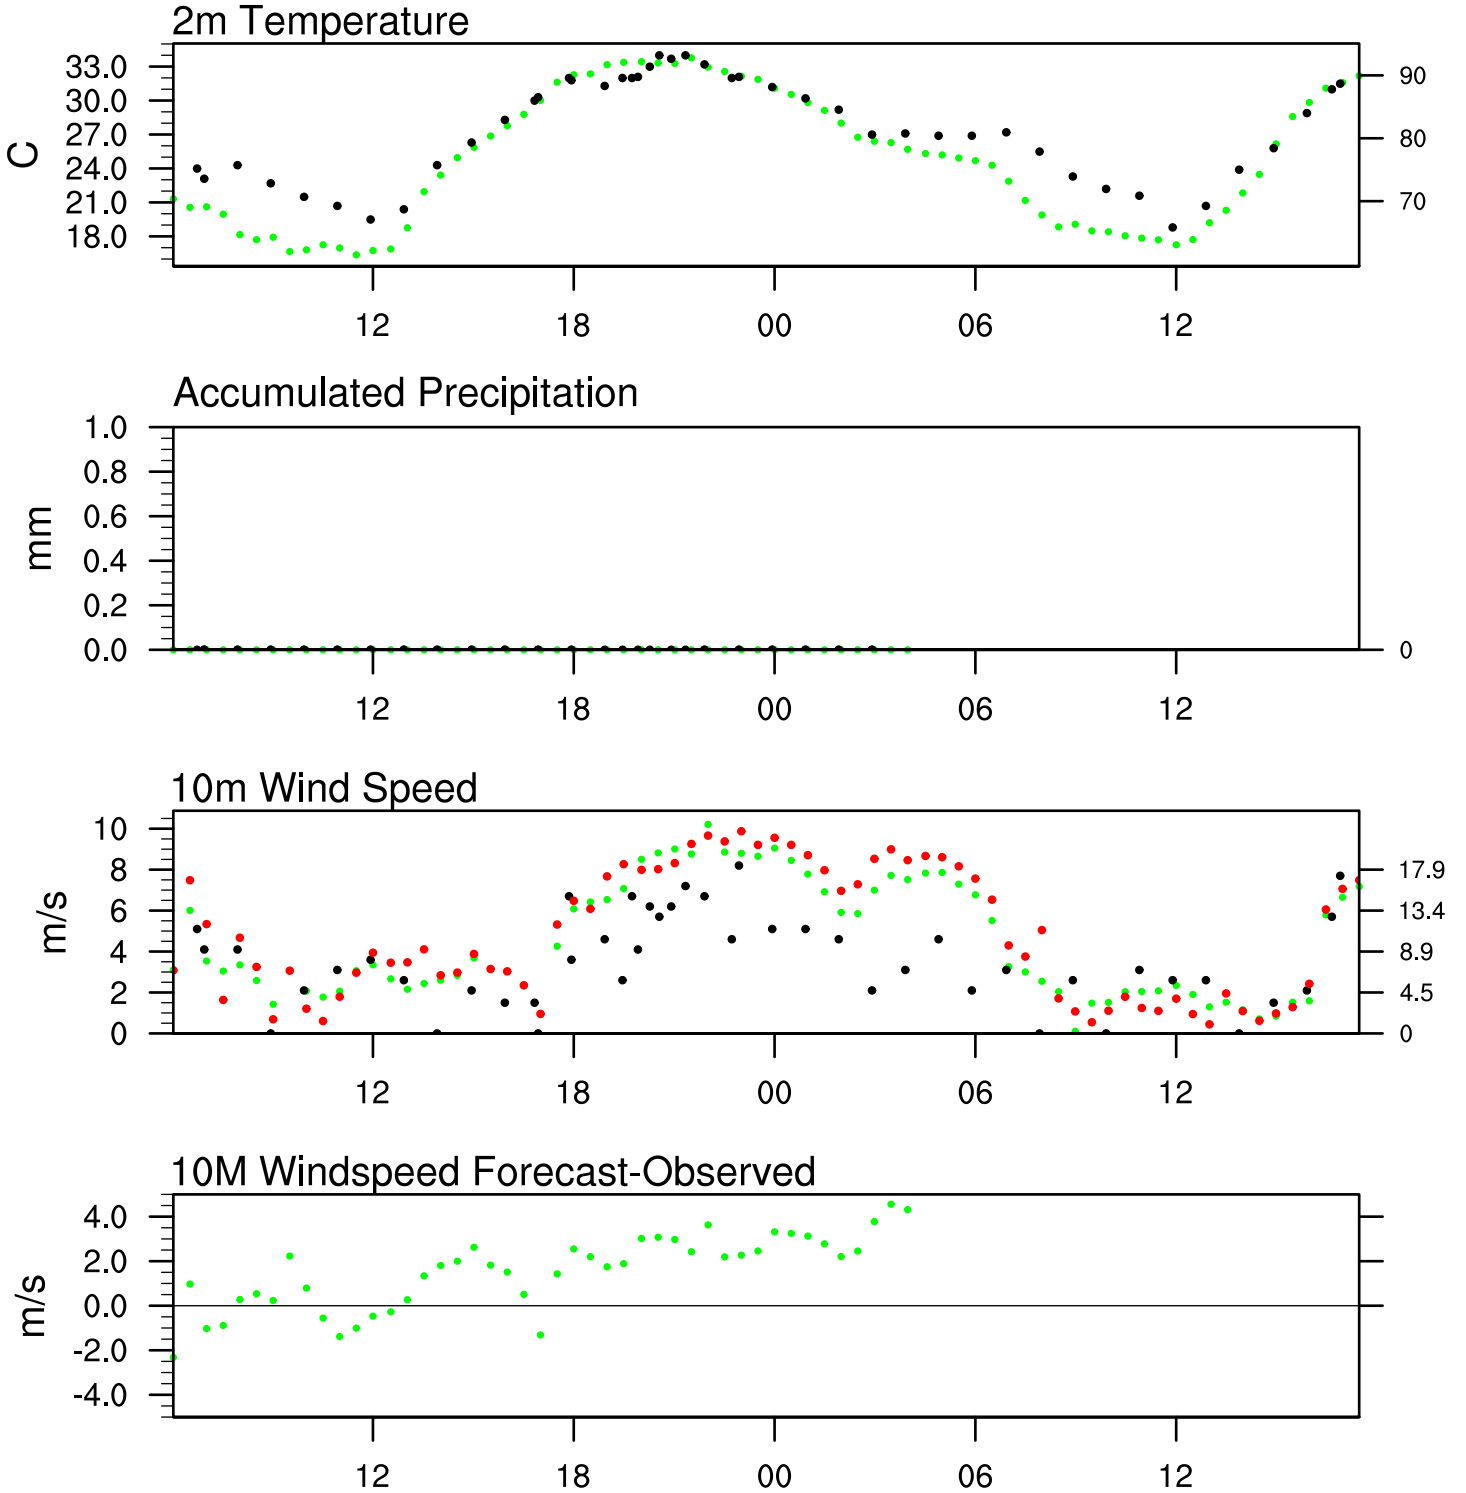 2m Temperature
33.0
30.0
27.0
24.0
21.0
18.0
C
90
80
70
12 18 00 06 12
Accumulated Precipitation
1.0
0.8
0.6
0.4
0.2
0.0
mm
0
12 18 00 06 12
10m Wind Speed
10
8
6
4
2
0
m/s
17.9
13.4
8.9
4.5
0
12 18 00 06 12
10M Windspeed Forecast-Observed
4.0
2.0
0.0
-2.0
-4.0
m/s
12 18 00 06 12